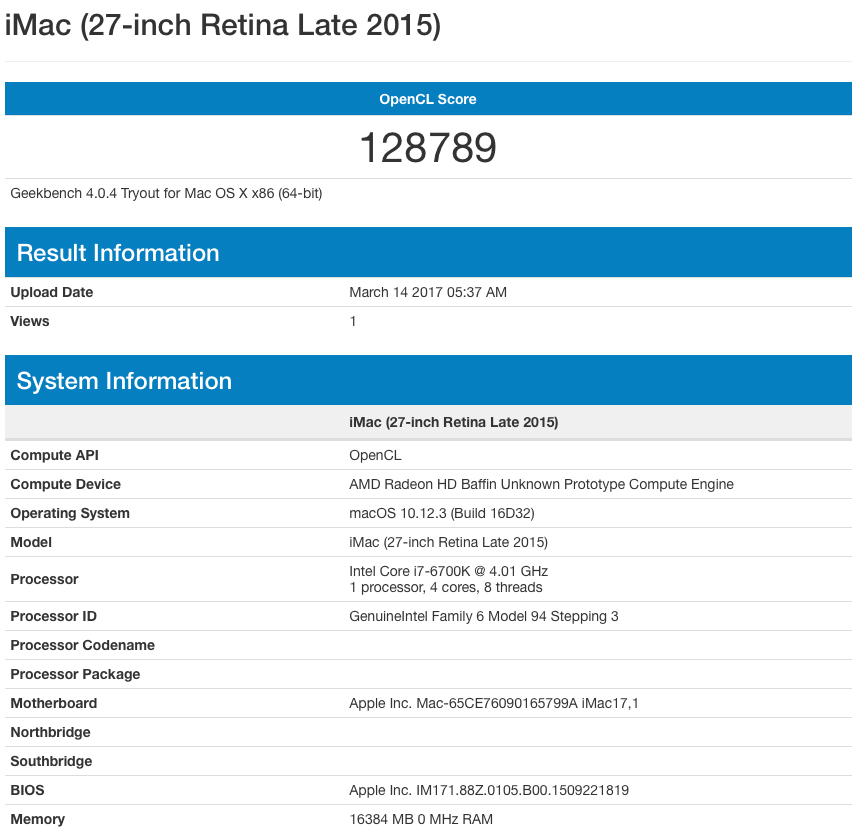 iMac (27-inch Retina Late 2015)
OpenCL Score
128789
Geekbench 4.0.4 Tryout for Mac OS X x86 (64-bit)
Result Information
Upload Date March 14 2017 05:37 AM
Views 1
System Information
iMac (27-inch Retina Late 2015)
Compute API OpenCL
Compute Device AMD Radeon HD Baffin Unknown Prototype Compute Engine
Operating System macOS 10.12.3 (Build 16D32)
Model iMac (27-inch Retina Late 2015)
Processor Intel Core i7-6700K @ 4.01 GHz
1 processor, 4 cores, 8 threads
Processor ID GenuineIntel Family 6 Model 94 Stepping 3
Processor Codename
Processor Package
Motherboard Apple Inc. Mac-65CE76090165799A iMac17,1
Northbridge
Southbridge
BIOS Apple Inc. IM171.88Z.0105.B00.1509221819
Memory 16384 MB 0 MHz RAM